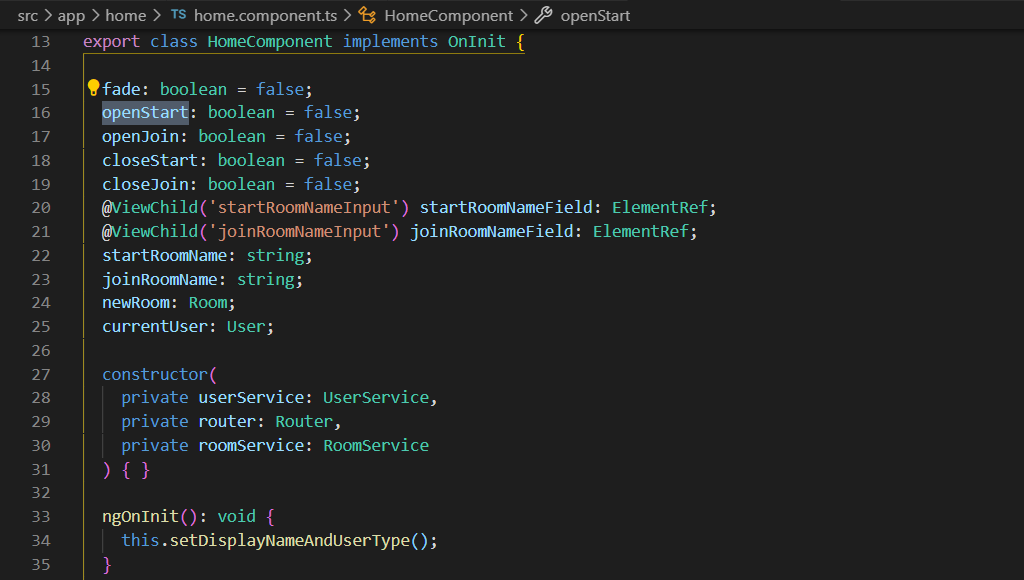 src > app > home > TS home.component.ts > HomeComponent > openStart
13 export class HomeComponent implements OnInit {
14
15 fade: boolean = false;
16 openStart: boolean = false;
17 openJoin: boolean = false;
18 closeStart: boolean = false;
19 closeJoin: boolean = false;
20 @ViewChild('startRoomNameInput') startRoomNameField: ElementRef;
21 @ViewChild('joinRoomNameInput') joinRoomNameField: ElementRef;
22 startRoomName: string;
23 joinRoomName: string;
24 newRoom: Room;
25 currentUser: User;
26
27 constructor(
28 private userService: UserService,
29 private router: Router,
30 private roomService: RoomService
31 ) { }
32
33 ngOnInit(): void {
34 this.setDisplayNameAndUserType();
35 }